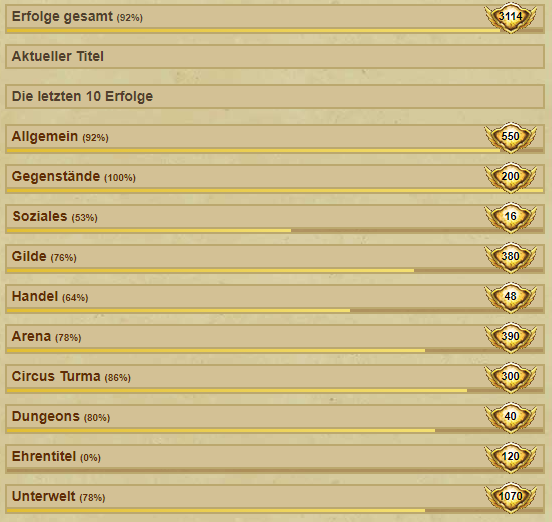 Erfolge gesamt (92%) 3114
Aktueller Titel
Die letzten 10 Erfolge
Allgemein (92%) 550
Gegenstände (100%) 200
Soziales (53%) 16
Gilde (76%) 380
Handel (64%) 48
Arena (78%) 390
Circus Turma (86%) 300
Dungeons (80%) 40
Ehrentitel (0%) 120
Unterwelt (78%) 1070